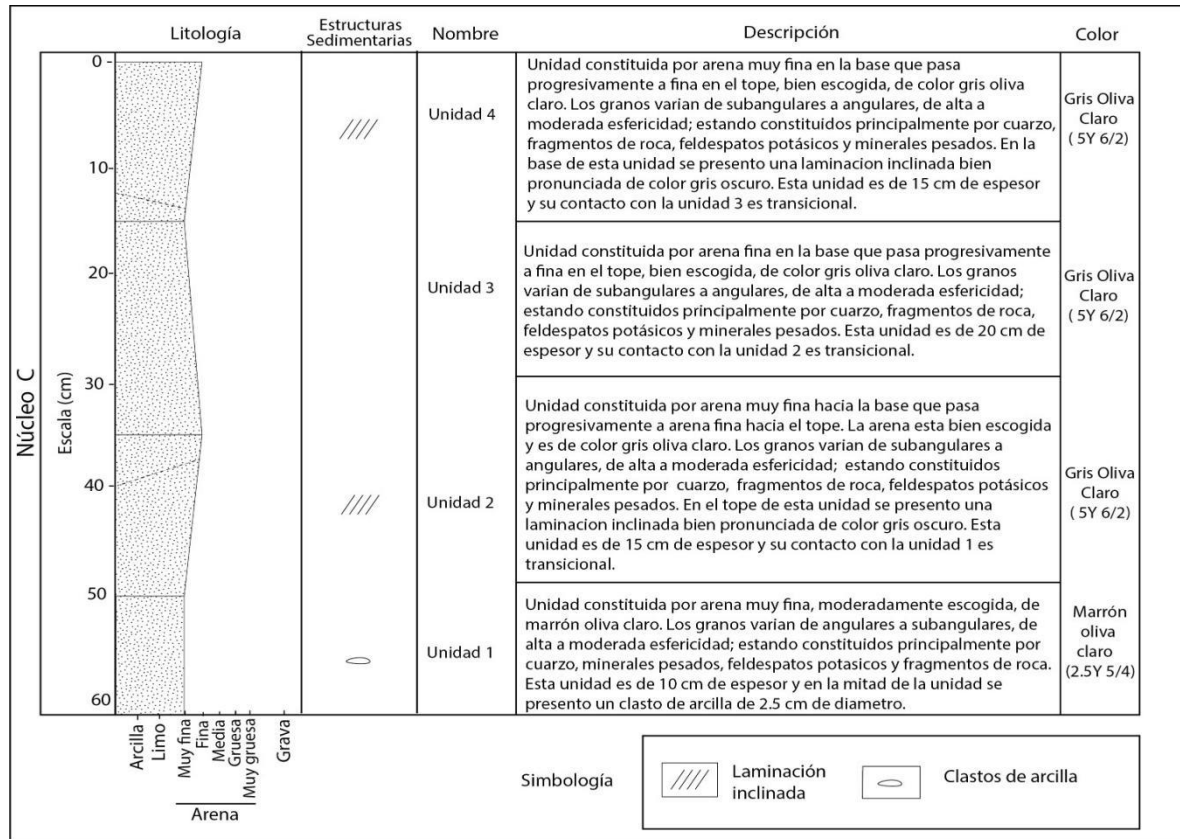 Litología
Estructuras
Sedimentarias
Nombre
Descripción
Color
Núcleo C
Escala (cm)
0
10
20
30
40
50
60
Unidad 4
Unidad constituida por arena muy fina en la base que pasa
progresivamente a fina en el tope, bien escogida, de color gris oliva
claro. Los granos varian de subangulares a angulares, de alta a
moderada esfericidad; estando constituidos principalmente por cuarzo,
fragmentos de roca, feldespatos potásicos y minerales pesados. En la
base de esta unidad se presento una laminacion inclinada bien
pronunciada de color gris oscuro. Esta unidad es de 15 cm de espesor
y su contacto con la unidad 3 es transicional.
Gris Oliva
Claro
( 5Y 6/2)
Unidad 3
Unidad constituida por arena fina en la base que pasa progresivamente
a fina en el tope, bien escogida, de color gris oliva claro. Los granos
varian de subangulares a angulares, de alta a moderada esfericidad;
estando constituidos principalmente por cuarzo, fragmentos de roca,
feldespatos potásicos y minerales pesados. Esta unidad es de 20 cm de
espesor y su contacto con la unidad 2 es transicional.
Gris Oliva
Claro
( 5Y 6/2)
Unidad 2
Unidad constituida por arena muy fina hacia la base que pasa
progresivamente a arena fina hacia el tope. La arena esta bien escogida
y es de color gris oliva claro. Los granos varian de subangulares a
angulares, de alta a moderada esfericidad; estando constituidos
principalmente por cuarzo, fragmentos de roca, feldespatos potásicos
y minerales pesados. En el tope de esta unidad se presento una
laminacion inclinada bien pronunciada de color gris oscuro. Esta
unidad es de 15 cm de espesor y su contacto con la unidad 1 es
transicional.
Gris Oliva
Claro
( 5Y 6/2)
Unidad 1
Unidad constituida por arena muy fina, moderadamente escogida, de
marrón oliva claro. Los granos varían de angulares a subangulares, de
alta a moderada esfericidad; estando constituidos principalmente por
cuarzo, minerales pesados, feldespatos potasicos y fragmentos de roca.
Esta unidad es de 10 cm de espesor y en la mitad de la unidad se
presento un clasto de arcilla de 2.5 cm de diametro.
Marrón
oliva
claro
(2.5Y 5/4)
Arcilla
Limo
Muy fina
Fina
Media
Gruesa
Muy gruesa
Grava
Arena
Simbología
Laminación
inclinada
Clastos de arcilla